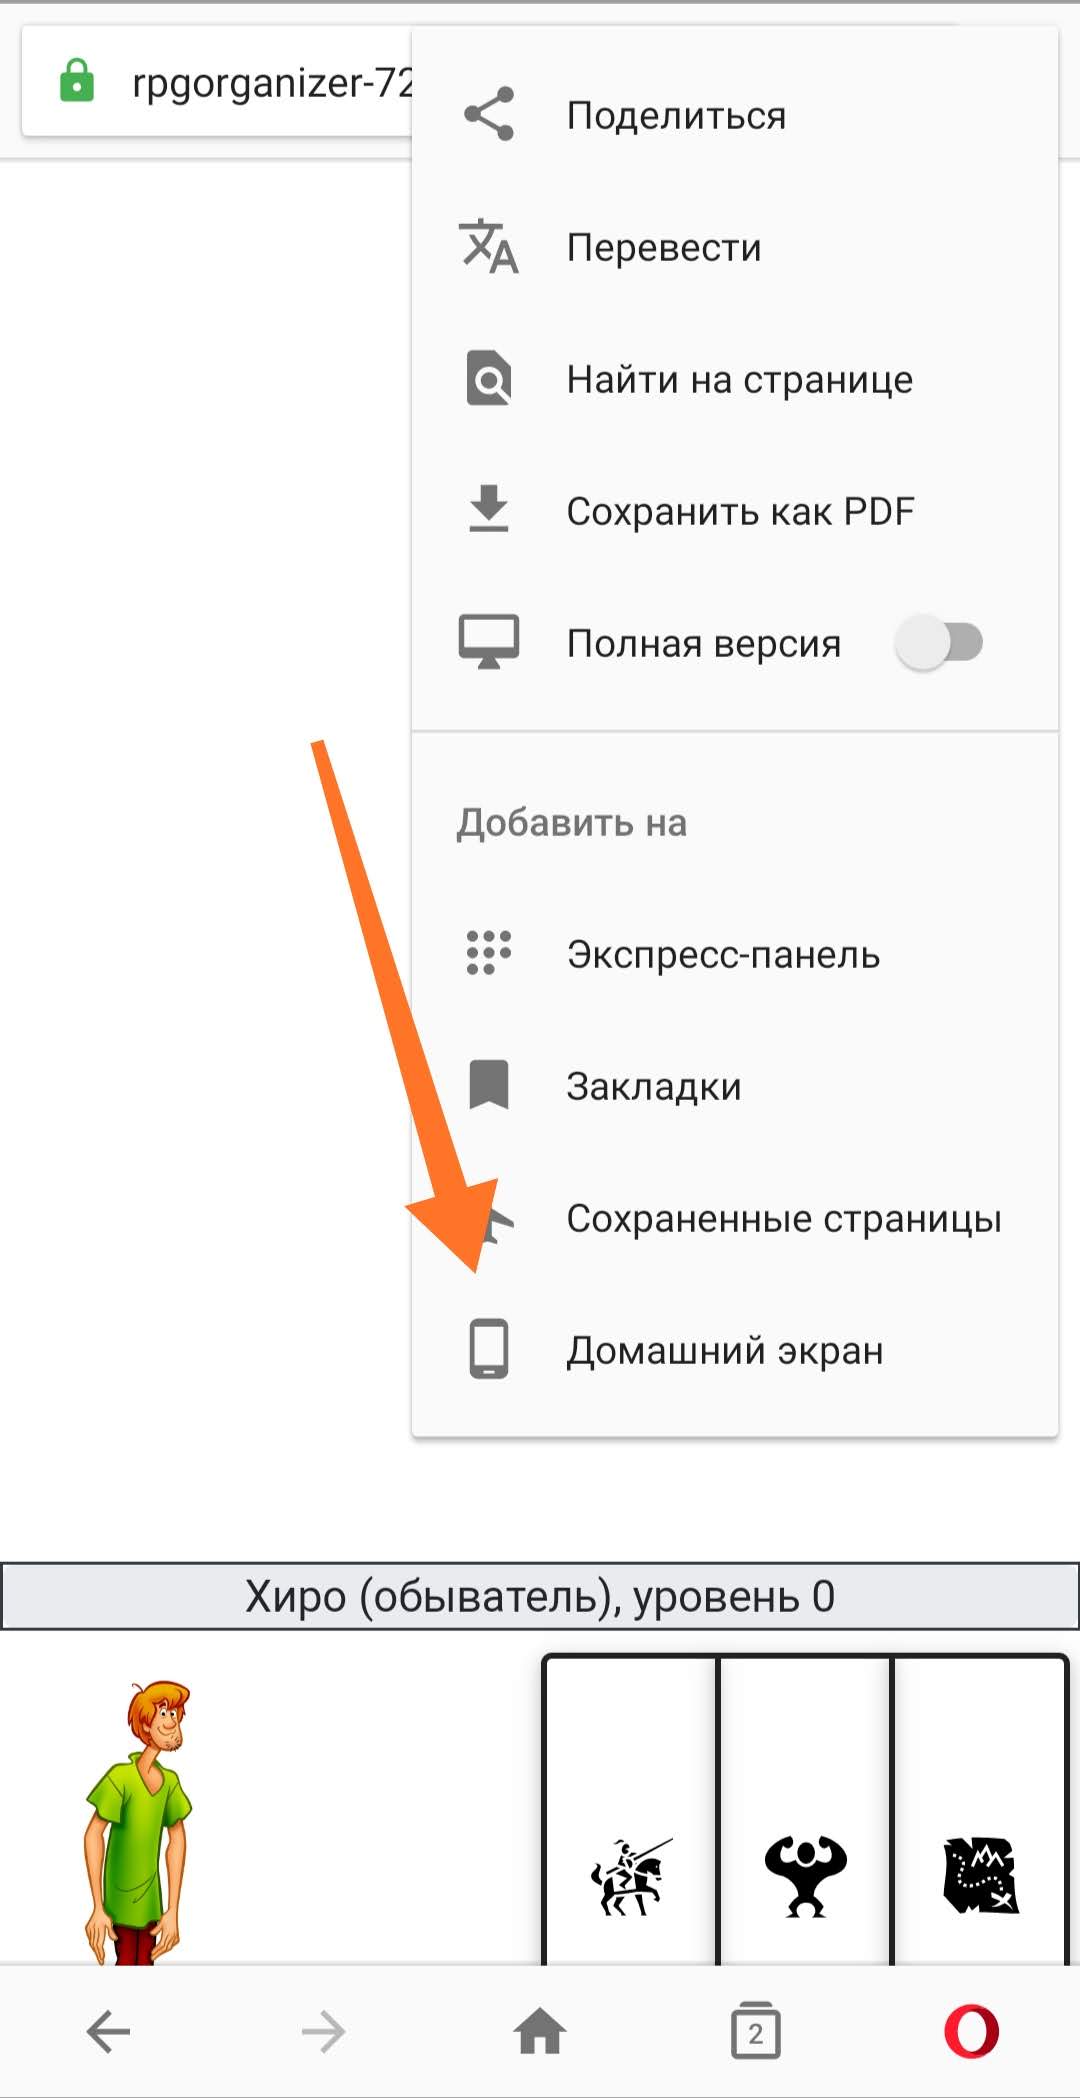 rpgorganizer-72
Поделиться
Перевести
Найти на странице
Сохранить как PDF
Полная версия
Добавить на
Экспресс-панель
Закладки
Сохраненные страницы
Домашний экран
Хиро (обыватель), уровень 0
2